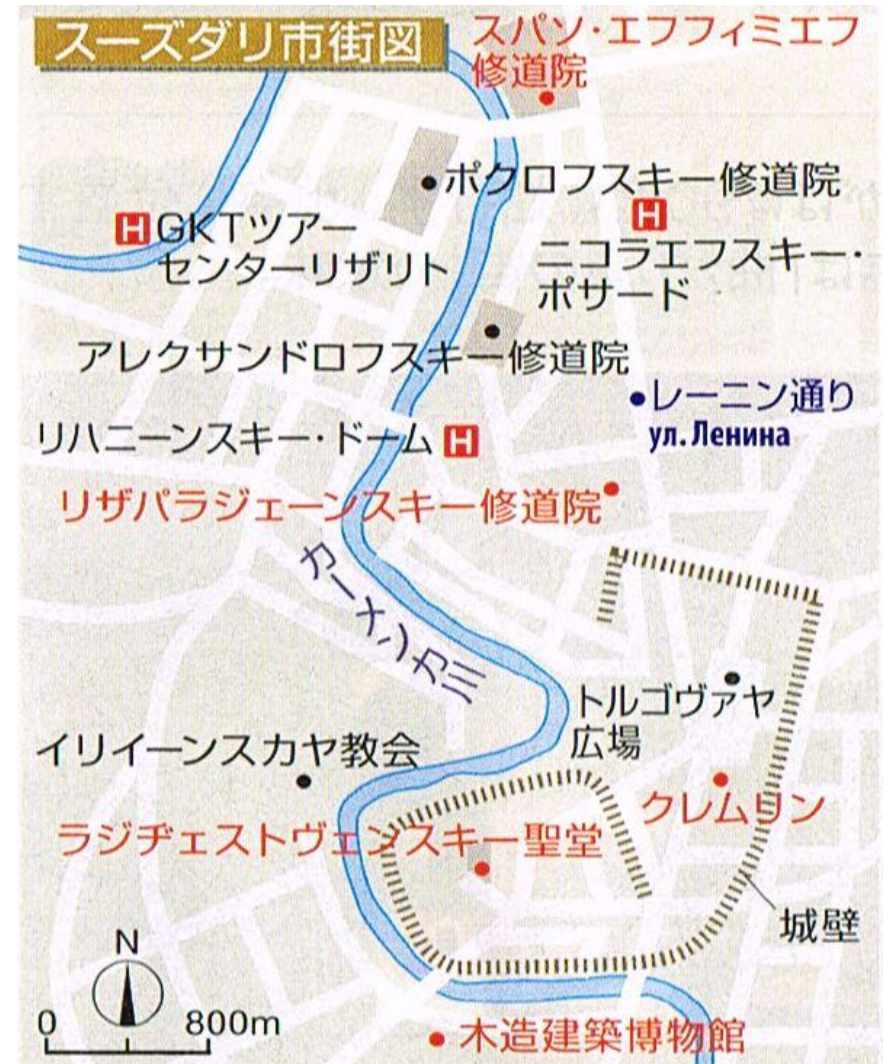 スーズダリ市街図
スパソ・エフフィミエフ
修道院
ポクロフスキー修道院
H GKTツアー
センターリザリト
H
ニコラエフスキー・
ポサード
アレクサンドロフスキー修道院
レーニン通り
ул. Ленина
リハニーンスキー・ドーム H
リザパラジェーンスキー修道院
カーメンカ川
トルゴヴァヤ
広場
イリイーンスカヤ教会
クレムリン
ラジヂェストヴェンスキー聖堂
城壁
N
0 800m
木造建築博物館